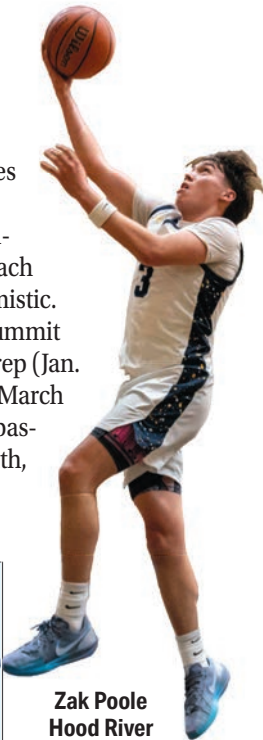 Wilson
es
ach
nistic.
ummit
rep (Jan.
March
bas-
th,
3
Zak Poole
Hood River